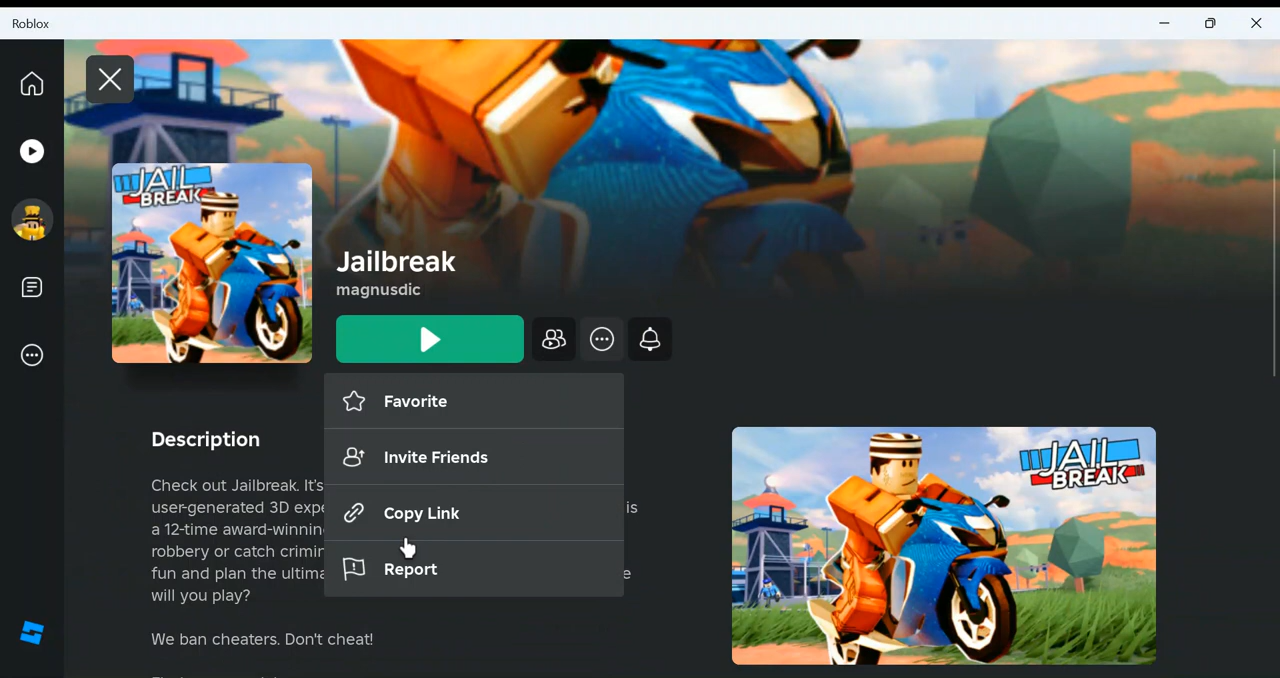 Roblox
JAIL
BREAK
Jailbreak
magnusdic
Favorite
Invite Friends
Copy Link
Report
Description
Check out Jailbreak. It's
user-generated 3D expe is
a 12-time award-winnin
robbery or catch crimin
fun and plan the ultima e
will you play?
We ban cheaters. Don't cheat!
JAIL
BREAK